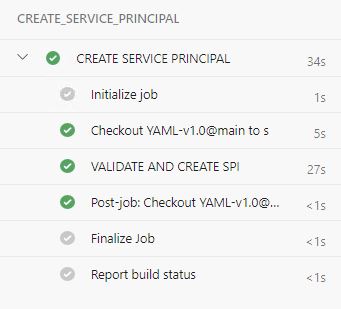 CREATE_SERVICE_PRINCIPAL
CREATE SERVICE PRINCIPAL 34s
Initialize job 1s
Checkout YAML-v1.0@main to s 5s
VALIDATE AND CREATE SPI 27s
Post-job: Checkout YAML-v1.0@... <1s
Finalize Job <1s
Report build status <1s